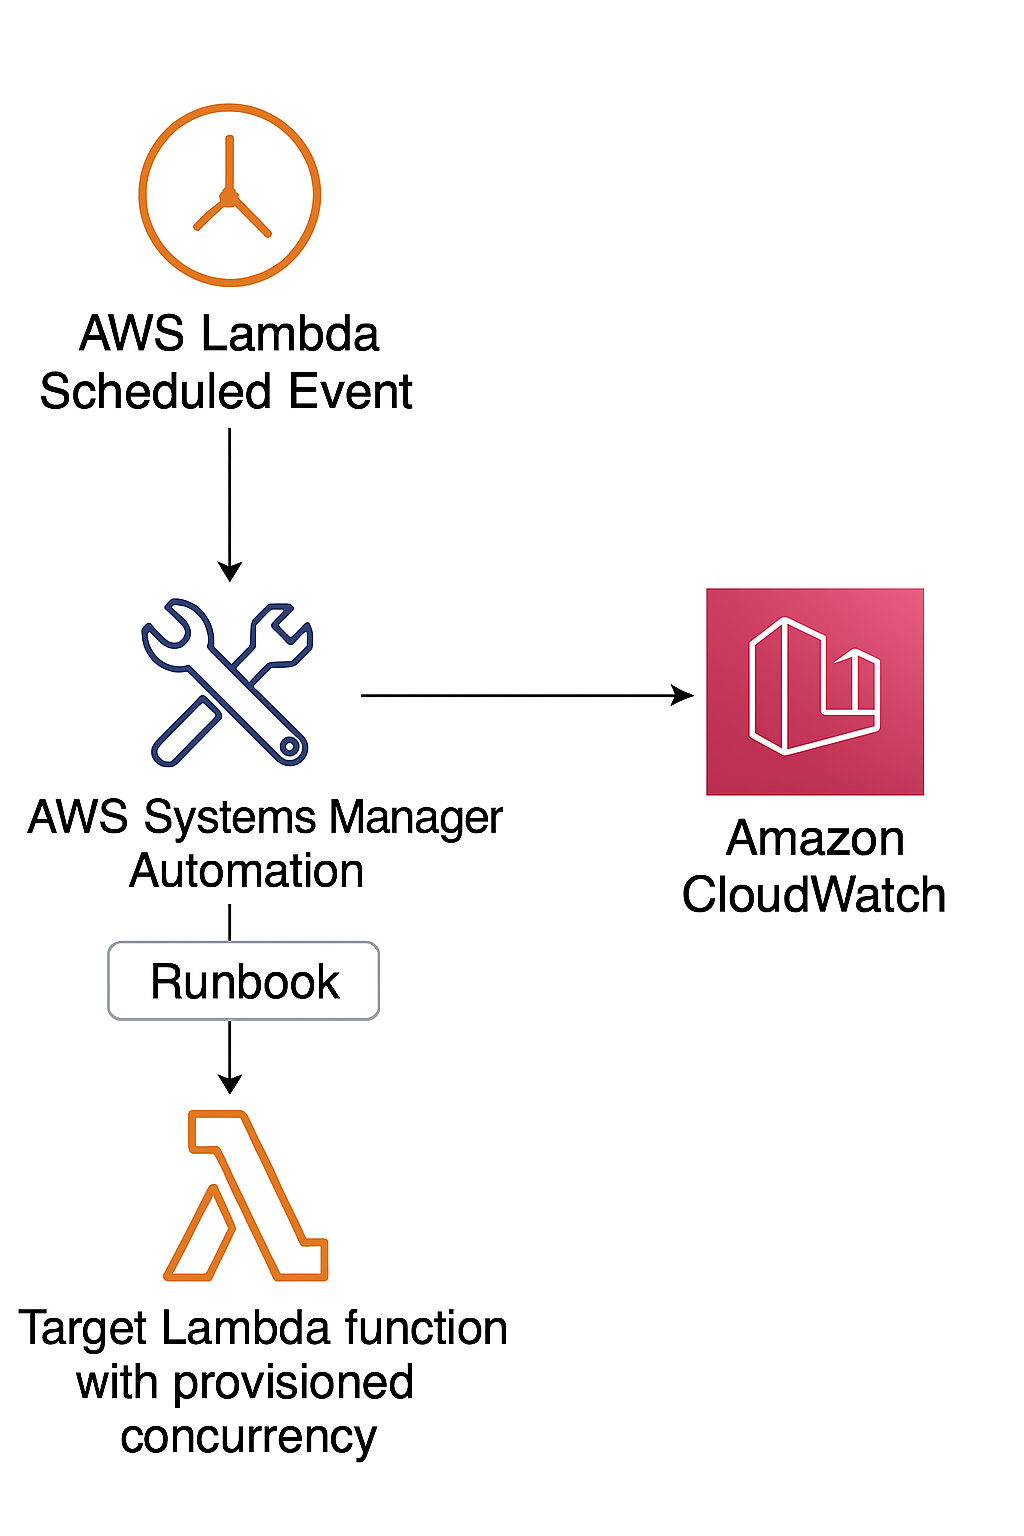 AWS Lambda
Scheduled Event
AWS Systems Manager
Automation
Amazon
CloudWatch
Runbook
Target Lambda function
with provisioned
concurrency